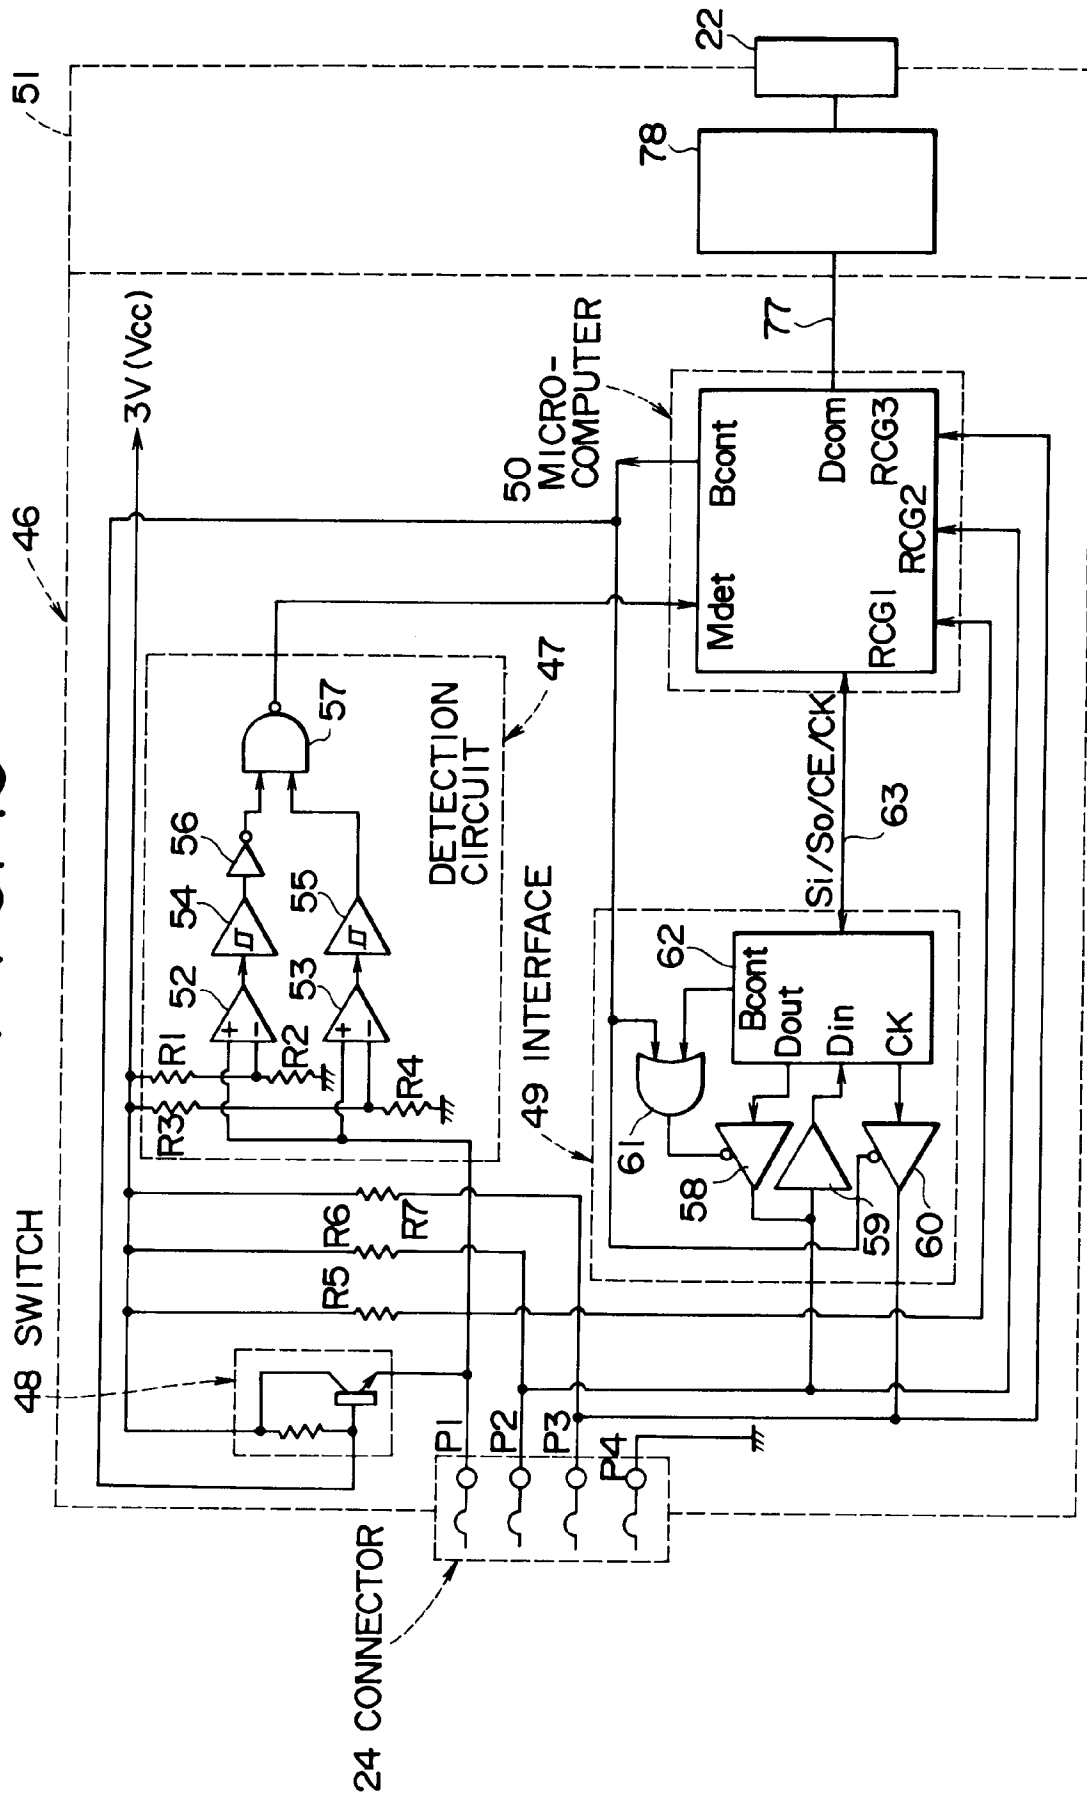 51
46
3V (Vcc)
22
78
77
50
MICRO-
COMPUTER
Bcont
Mdet
Dcom
RCG1
RCG2
RCG3
48 SWITCH
R1
R2
R3
R4
R5
R6
R7
52
53
54
55
56
57
+
−
+
−
DETECTION
CIRCUIT
47
49 INTERFACE
Si/So/CE/CK
63
62
Bcont
Dout
Din
CK
61
58
59
60
P1
P2
P3
P4
24 CONNECTOR